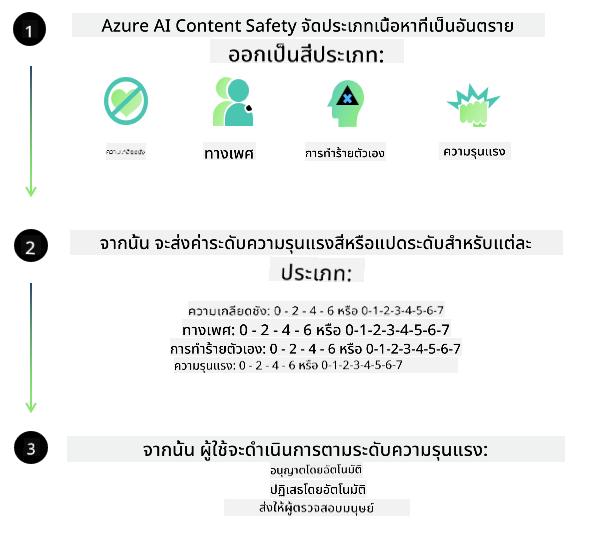 1
Azure AI Content Safety จัดประเภทเนื้อหาที่เป็นอันตราย
ออกเป็นสี่ประเภท:
ความเกลียดชัง
ทางเพศ
การทำร้ายตัวเอง
ความรุนแรง
2
จากนั้น จะส่งค่าระดับความรุนแรงสี่หรือแปดระดับสำหรับแต่ละ
ประเภท:
ความเกลียดชัง: 0 - 2 - 4 - 6 หรือ 0-1-2-3-4-5-6-7
ทางเพศ: 0 - 2 - 4 - 6 หรือ 0-1-2-3-4-5-6-7
การทำร้ายตัวเอง: 0 - 2 - 4 - 6 หรือ 0-1-2-3-4-5-6-7
ความรุนแรง: 0 - 2 - 4 - 6 หรือ 0-1-2-3-4-5-6-7
3
จากนั้น ผู้ใช้จะดำเนินการตามระดับความรุนแรง:
อนุญาตโดยอัตโนมัติ
ปฏิเสธโดยอัตโนมัติ
ส่งให้ผู้ตรวจสอบมนุษย์